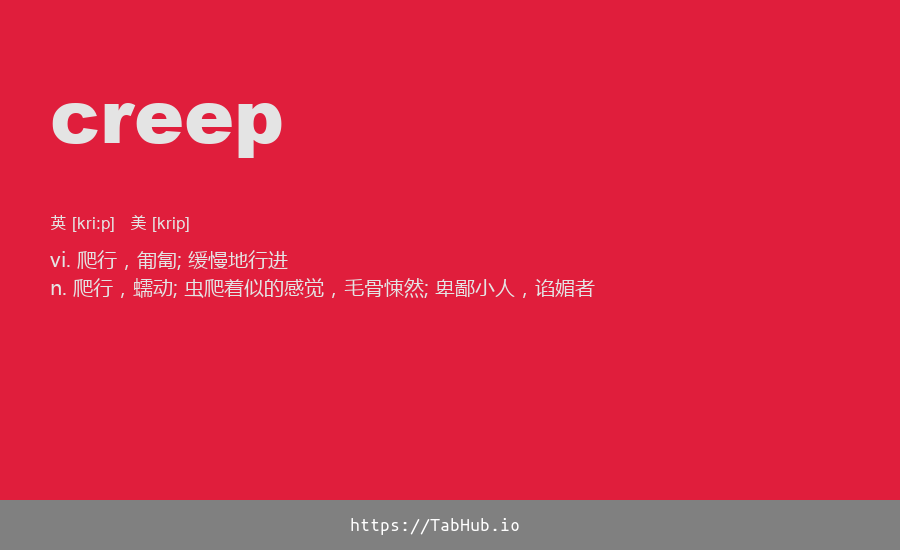 creep
英 [kri:p] 美 [krip]
vi. 爬行，匍匐; 缓慢地行进
n. 爬行，蠕动; 虫爬着似的感觉，毛骨悚然; 卑鄙小人，谄媚者
https://TabHub.io